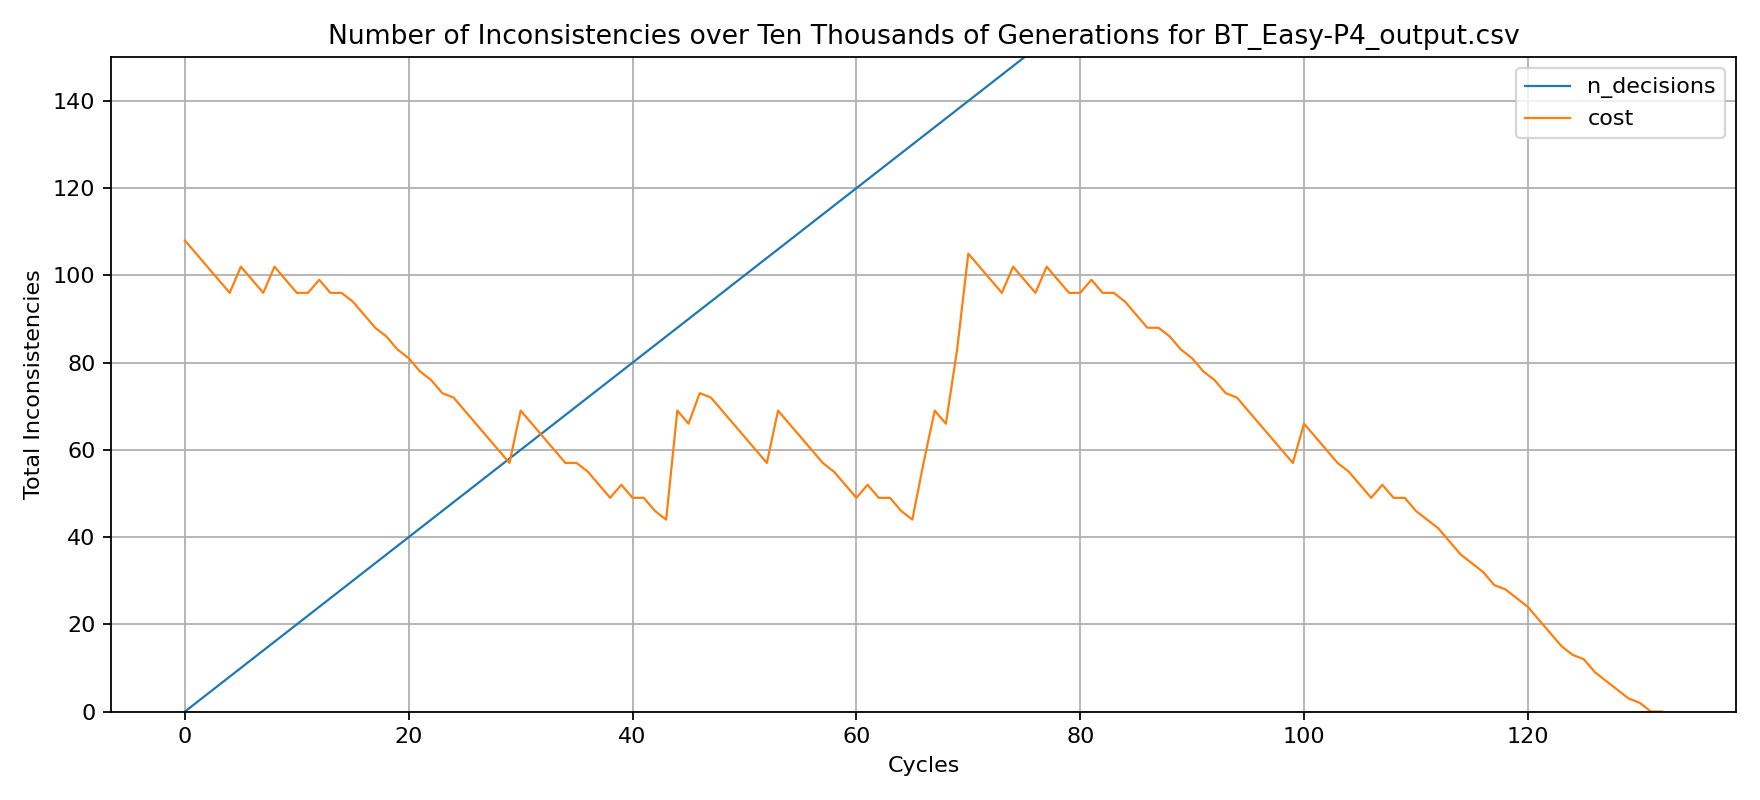 Number of Inconsistencies over Ten Thousands of Generations for BT_Easy-P4_output.csv
n_decisions
cost
Total Inconsistencies
140
120
100
80
60
40
20
0
0 20 40 60 80 100 120
Cycles